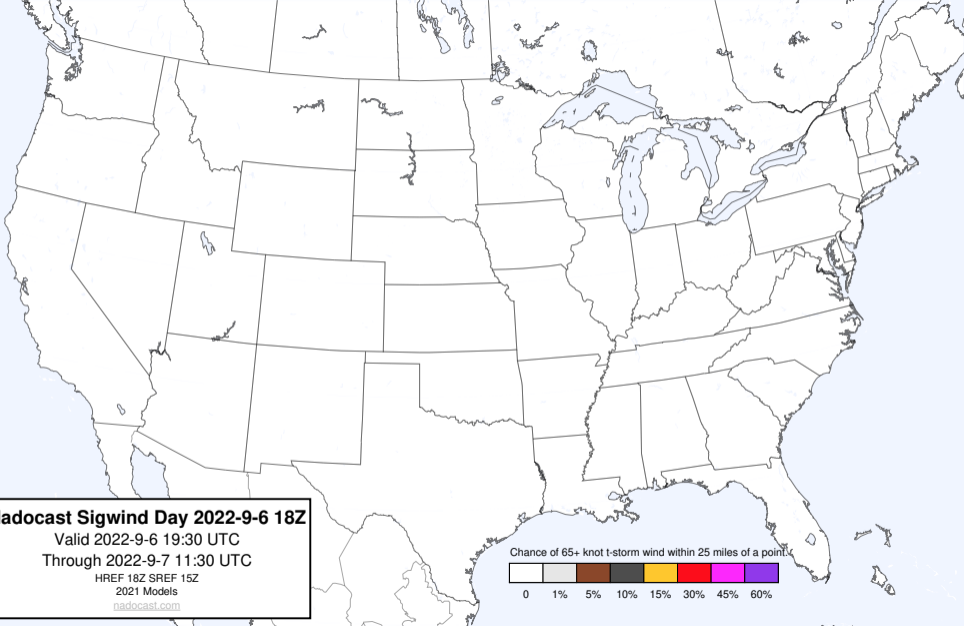 adocast Sigwind Day 2022-9-6 18Z
Valid 2022-9-6 19:30 UTC
Through 2022-9-7 11:30 UTC
HREF 18Z SREF 15Z
2021 Models
nadocast.com
Chance of 65+ knot t-storm wind within 25 miles of a point.
0 1% 5% 10% 15% 30% 45% 60%